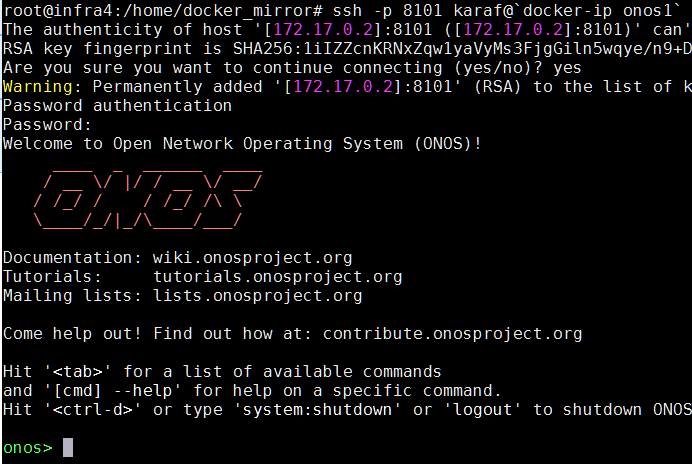 root@infra4:/home/docker_mirror# ssh -p 8101 karaf@`docker-ip onos1`
The authenticity of host '[172.17.0.2]:8101 ([172.17.0.2]:8101)' can'
RSA key fingerprint is SHA256:1iIZZcnKRNxZqw1yaVyMs3FjgGiln5wqye/n9+D
Are you sure you want to continue connecting (yes/no)? yes
Warning: Permanently added '[172.17.0.2]:8101' (RSA) to the list of k
Password authentication
Password:
Welcome to Open Network Operating System (ONOS)!
ONOS
Documentation: wiki.onosproject.org
Tutorials:     tutorials.onosproject.org
Mailing lists: lists.onosproject.org
Come help out! Find out how at: contribute.onosproject.org
Hit '<tab>' for a list of available commands
and '[cmd] --help' for help on a specific command.
Hit '<ctrl-d>' or type 'system:shutdown' or 'logout' to shutdown ONOS
onos>